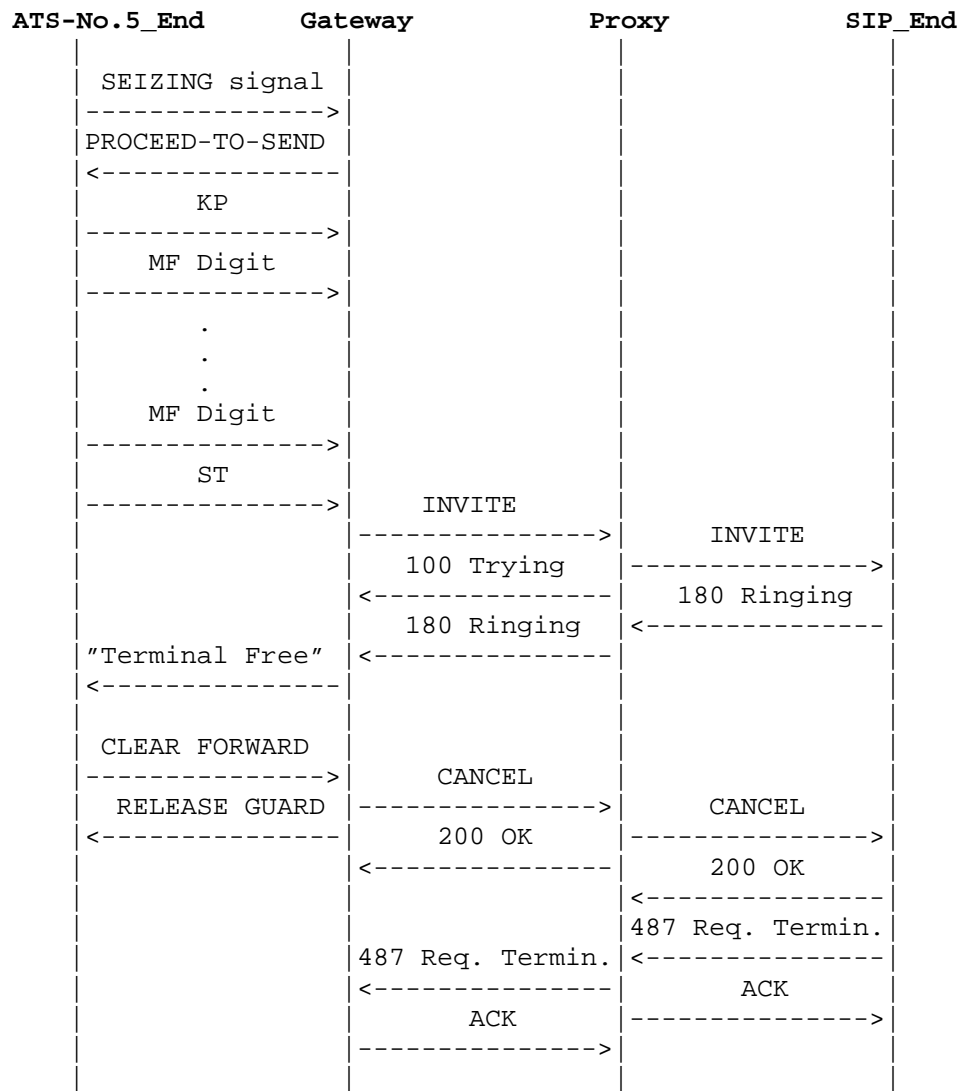 ATS-No.5_End Gateway Proxy SIP_End
SEIZING signal
PROCEED-TO-SEND
KP
MF Digit
.
.
.
MF Digit
ST
INVITE
INVITE
100 Trying
180 Ringing
180 Ringing
"Terminal Free"
CLEAR FORWARD
CANCEL
RELEASE GUARD CANCEL
200 OK
200 OK
487 Req. Termin.
487 Req. Termin.
ACK
ACK